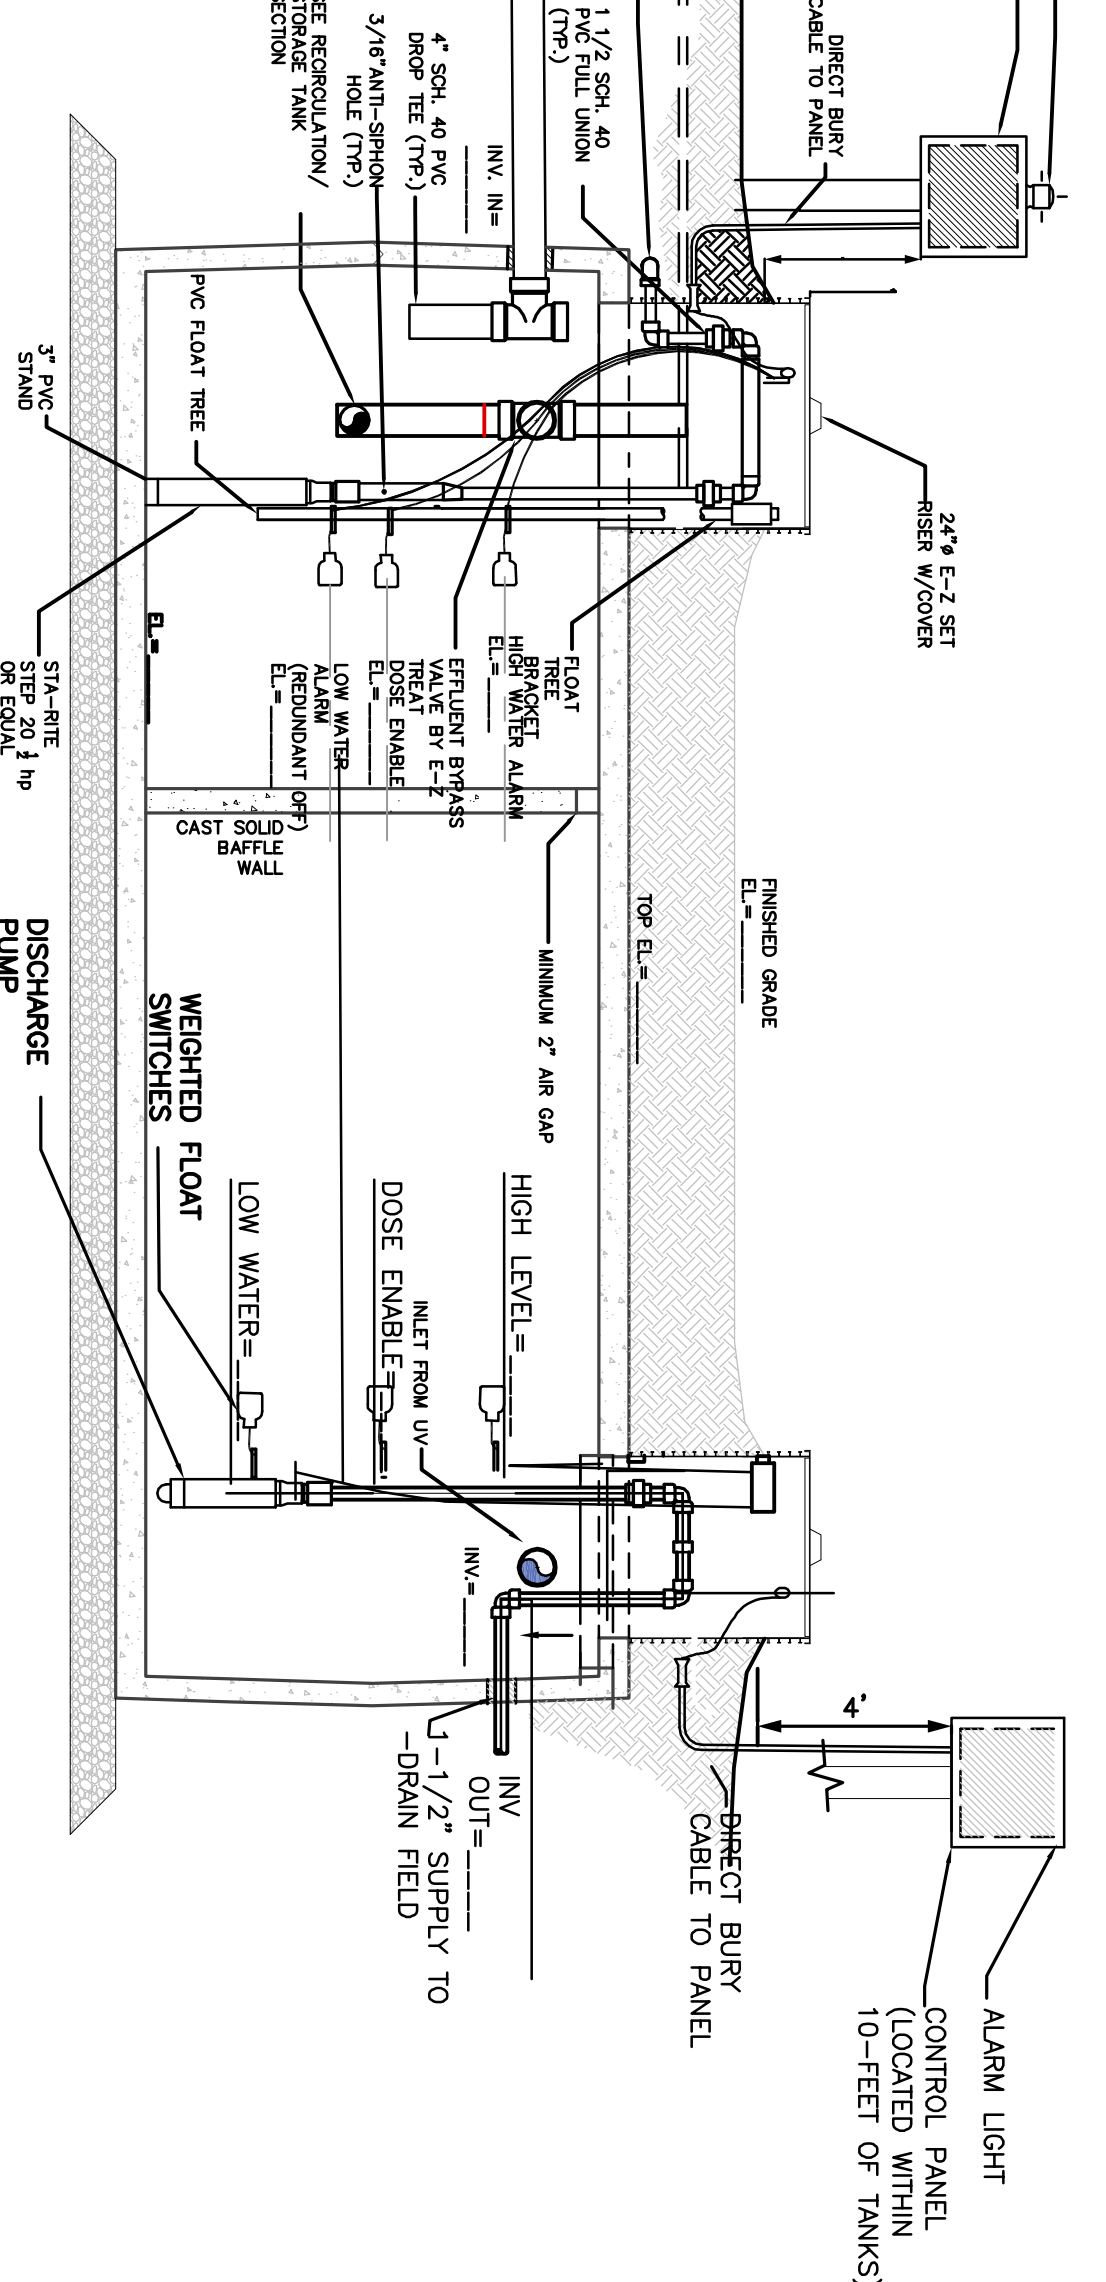 DIRECT BURY
CABLE TO PANEL
1 1/2 SCH. 40
PVC FULL UNION
(TYP.)
INV. IN=
4" SCH. 40 PVC
DROP TEE (TYP.)
3/16" ANTI-SIPHON
HOLE (TYP.)
SEE RECIRCULATION/
STORAGE TANK
SECTION
PVC FLOAT TREE
3" PVC
STAND
24"ø E-Z SET
RISER W/COVER
FLOAT
TREE
BRACKET
HIGH WATER ALARM
EL.=
EFFLUENT BYPASS
VALVE BY E-Z
TREAT
DOSE ENABLE
EL.=
LOW WATER
ALARM
(REDUNDANT OFF)
EL.=
EL.=
STA-RITE
STEP 20 ½ hp
OR EQUAL
CAST SOLID
BAFFLE
WALL
FINISHED GRADE
EL.=
TOP EL.=
MINIMUM 2" AIR GAP
WEIGHTED FLOAT
SWITCHES
DISCHARGE
PUMP
HIGH LEVEL=
DOSE ENABLE=
LOW WATER=
INLET FROM UV
INV.=
4'
INV
OUT=
1-1/2" SUPPLY TO
-DRAIN FIELD
DIRECT BURY
CABLE TO PANEL
ALARM LIGHT
CONTROL PANEL
(LOCATED WITHIN
10-FEET OF TANKS)